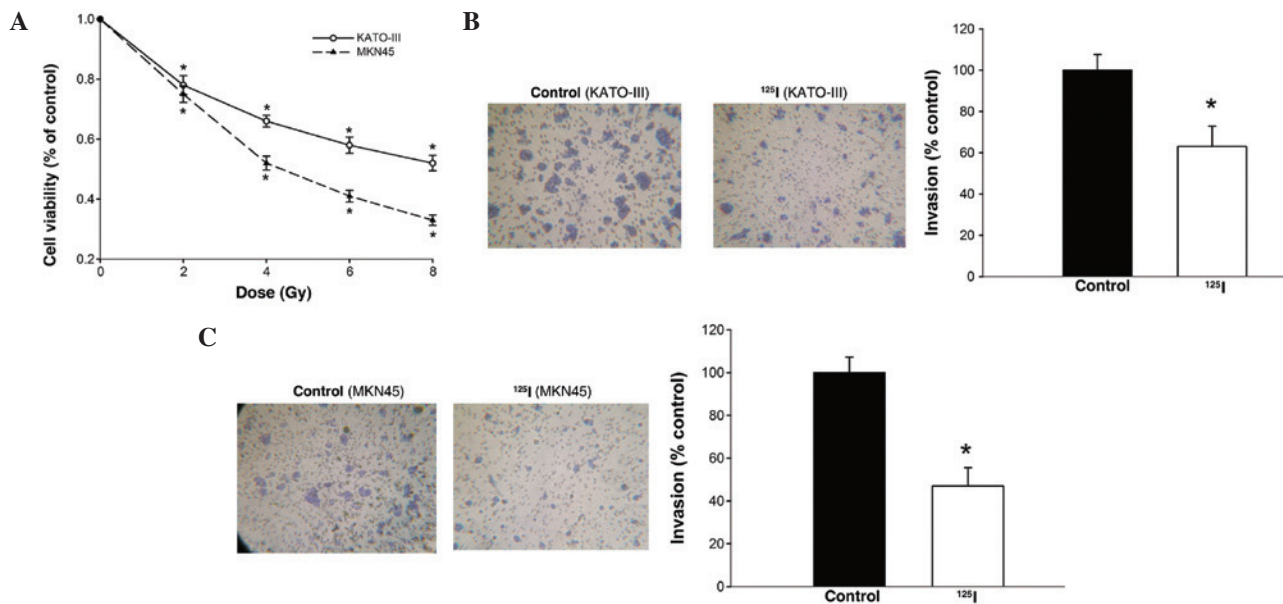 A
1.0
0.8
0.6
0.4
0.2
Cell viability (% of control)
KATO-III
MKN45
*
*
*
*
*
*
*
*
0
2
4
6
8
Dose (Gy)
B
Control (KATO-III)
¹²⁵I (KATO-III)
120
100
80
60
40
20
0
Invasion (% control)
*
Control
¹²⁵I
C
Control (MKN45)
¹²⁵I (MKN45)
120
100
80
60
40
20
0
Invasion (% control)
*
Control
¹²⁵I